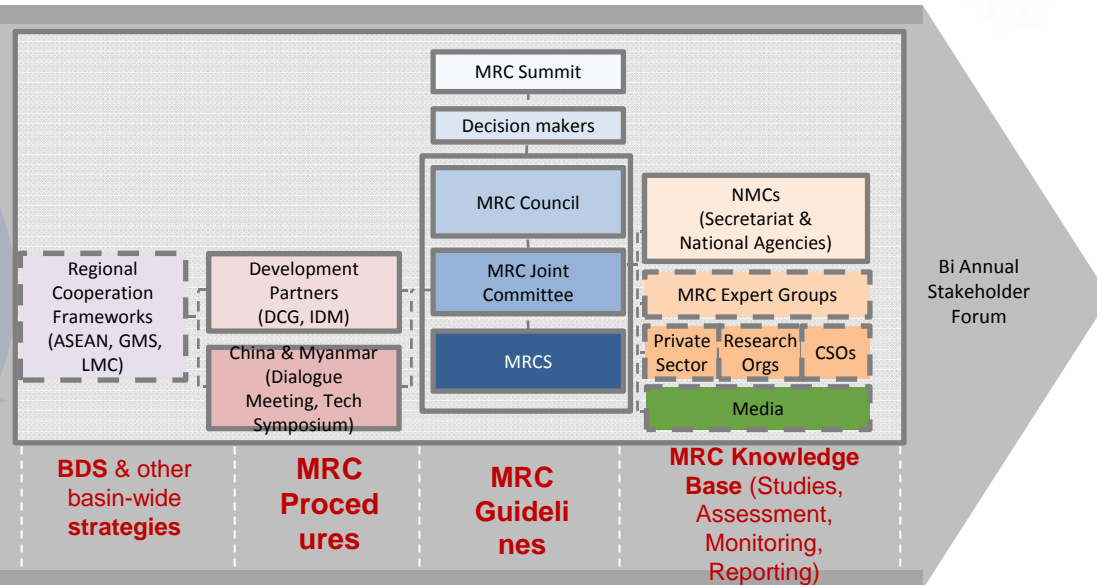 MRC Summit
Decision makers
MRC Council
MRC Joint
Committee
MRCS
Regional
Cooperation
Frameworks
(ASEAN, GMS,
LMC)
Development
Partners
(DCG, IDM)
China & Myanmar
(Dialogue
Meeting, Tech
Symposium)
NMCs
(Secretariat &
National Agencies)
MRC Expert Groups
Private
Sector
Research
Orgs
CSOs
Media
Bi Annual
Stakeholder
Forum
BDS & other
basin-wide
strategies
MRC
Proced
ures
MRC
Guideli
nes
MRC Knowledge
Base (Studies,
Assessment,
Monitoring,
Reporting)